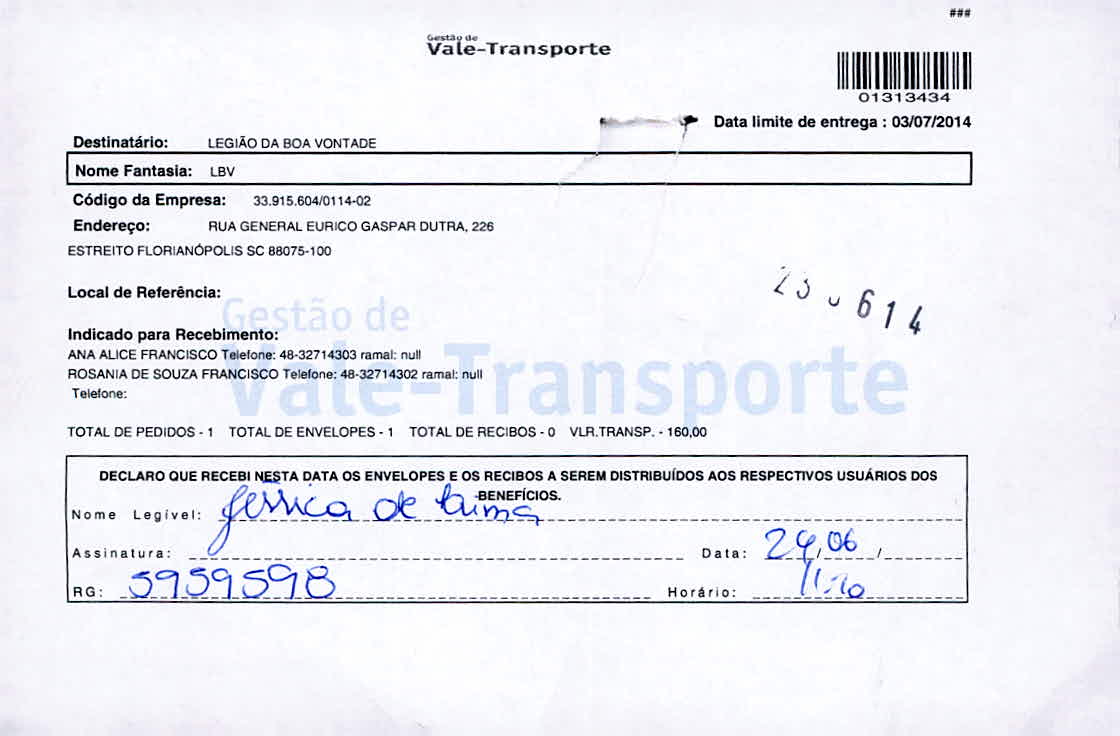 ###
Gestão de
Vale-Transporte
01313434
Data limite de entrega : 03/07/2014
Destinatário: LEGIÃO DA BOA VONTADE
Nome Fantasia: LBV
Código da Empresa: 33.915.604/0114-02
Endereço: RUA GENERAL EURICO GASPAR DUTRA, 226
ESTREITO FLORIANÓPOLIS SC 88075-100
Local de Referência:
Gestão de
Indicado para Recebimento:
ANA ALICE FRANCISCO Telefone: 48-32714303 ramal: null
ROSANIA DE SOUZA FRANCISCO Telefone: 48-32714302 ramal: null
Vale-Transporte
Telefone:
TOTAL DE PEDIDOS - 1 TOTAL DE ENVELOPES - 1 TOTAL DE RECIBOS - 0 VLR.TRANSP. - 160,00
DECLARO QUE RECEBI NESTA DATA OS ENVELOPES E OS RECIBOS A SEREM DISTRIBUÍDOS AOS RESPECTIVOS USUÁRIOS DOS
BENEFÍCIOS.
Nome Legível: Jéssica de
Assinatura: Data: 24/06/
RG: 5959598 Horário: 11:20